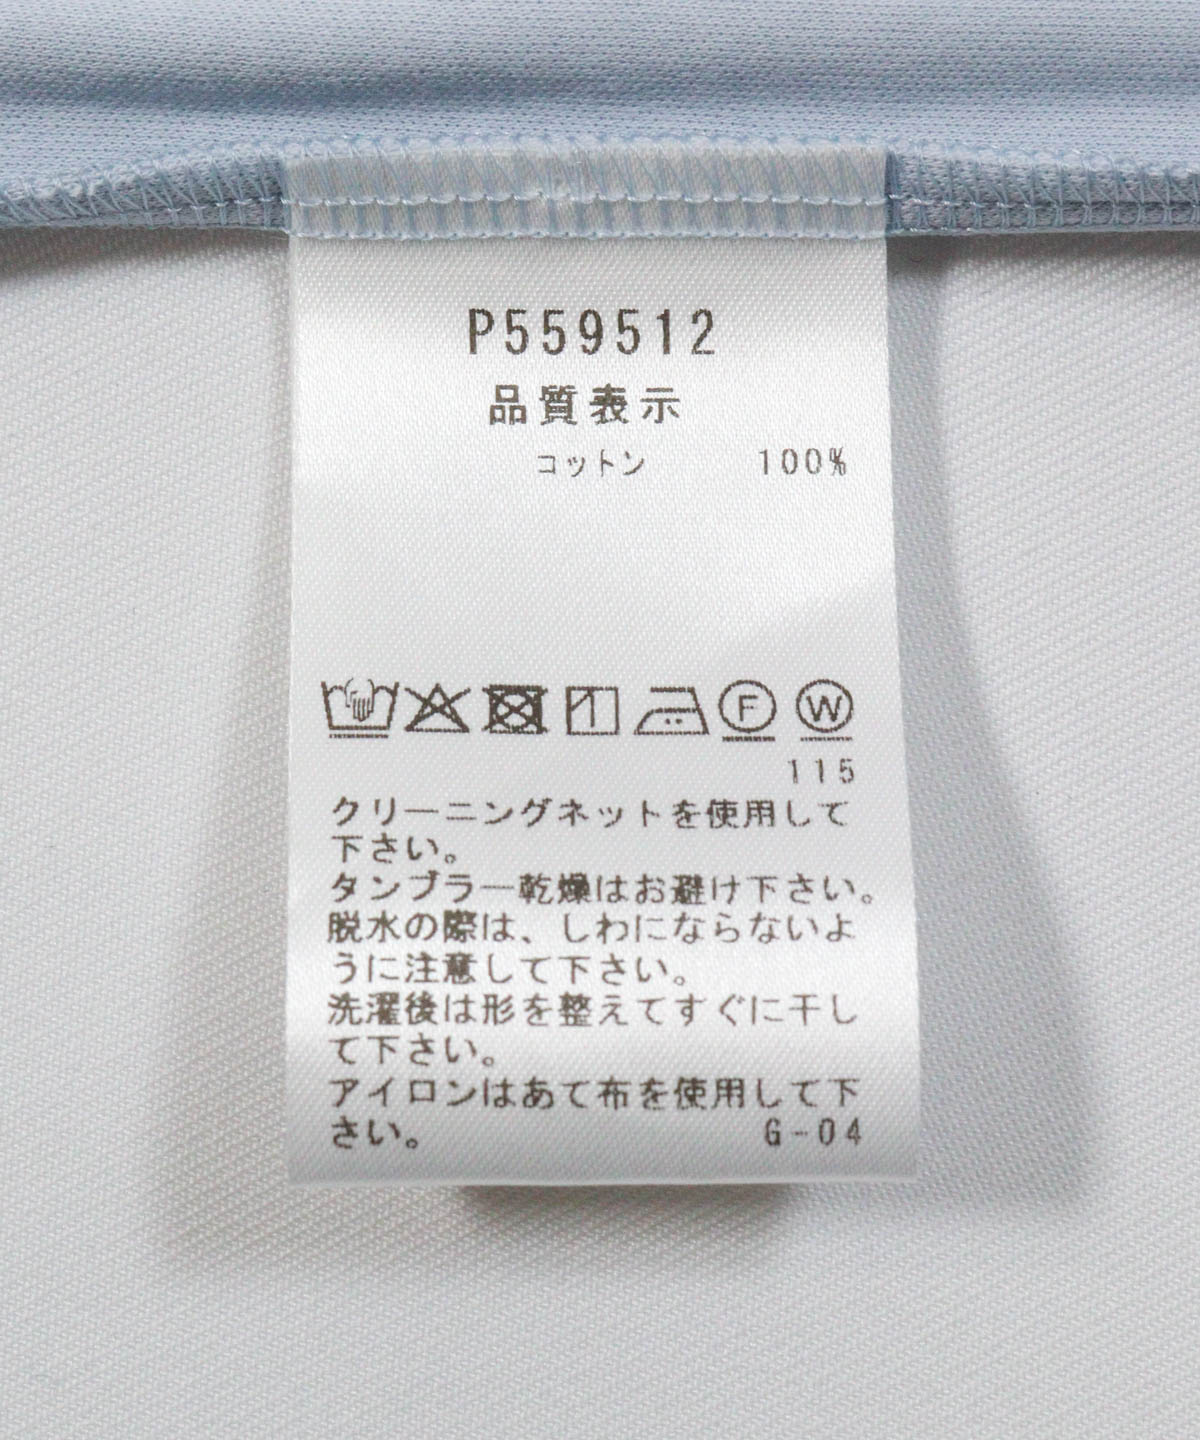 P559512
品質表示
コットン 100%
F W
115
クリーニングネットを使用して
下さい。
タンブラー乾燥はお避け下さい。
脱水の際は、しわにならないよ
うに注意して下さい。
洗濯後は形を整えてすぐに干し
て下さい。
アイロンはあて布を使用して下
さい。 G-04